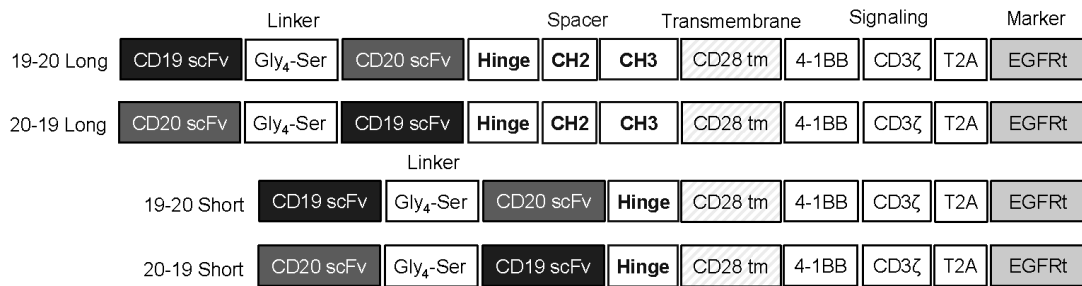 Linker Spacer Transmembrane Signaling Marker
19-20 Long CD19 scFv Gly₄-Ser CD20 scFv Hinge CH2 CH3 CD28 tm 4-1BB CD3ζ T2A EGFRt
20-19 Long CD20 scFv Gly₄-Ser CD19 scFv Hinge CH2 CH3 CD28 tm 4-1BB CD3ζ T2A EGFRt
Linker
19-20 Short CD19 scFv Gly₄-Ser CD20 scFv Hinge CD28 tm 4-1BB CD3ζ T2A EGFRt
20-19 Short CD20 scFv Gly₄-Ser CD19 scFv Hinge CD28 tm 4-1BB CD3ζ T2A EGFRt